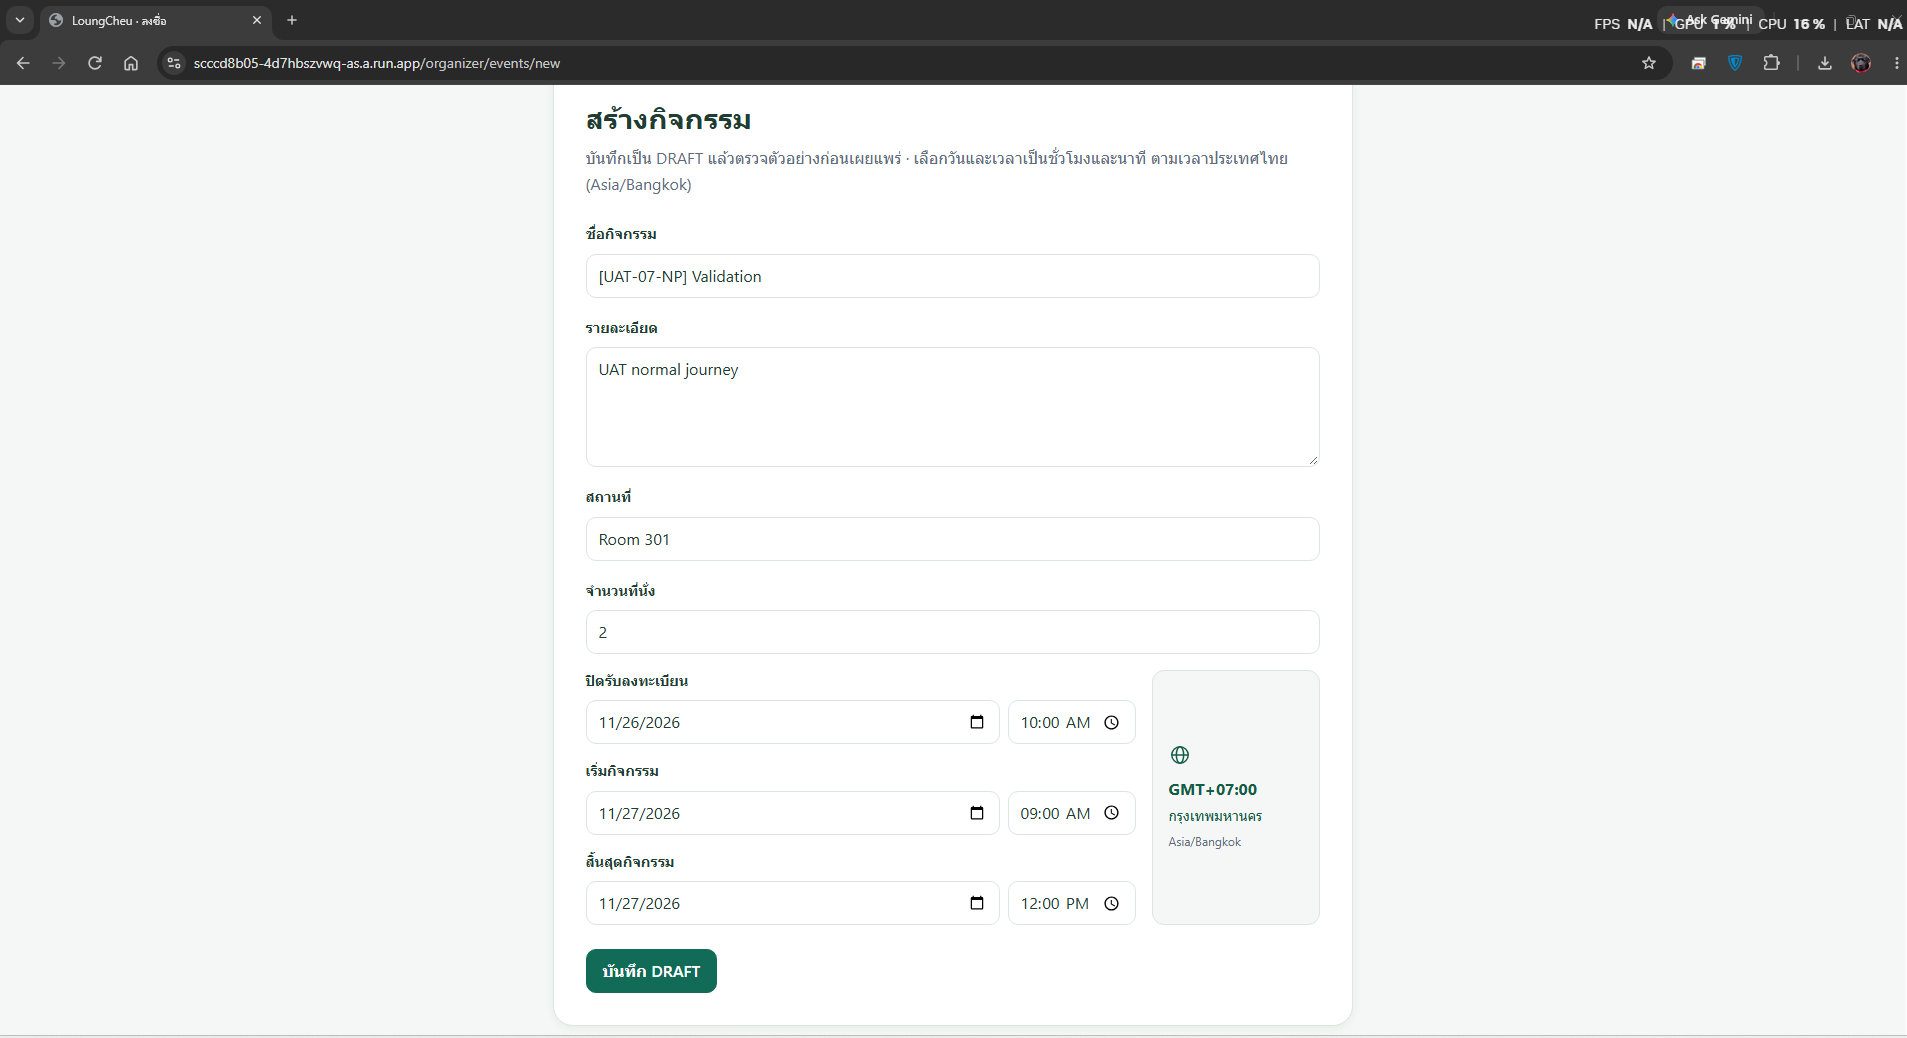 LoungCheu · ลงชื่อ
Ask Gemini
FPS N/A | GPU 1 % | CPU 16 % | LAT N/A
scccd8b05-4d7hbszvwq-as.a.run.app/organizer/events/new
สร้างกิจกรรม
บันทึกเป็น DRAFT แล้วตรวจตัวอย่างก่อนเผยแพร่ · เลือกวันและเวลาเป็นชั่วโมงและนาที ตามเวลาประเทศไทย
(Asia/Bangkok)
ชื่อกิจกรรม
[UAT-07-NP] Validation
รายละเอียด
UAT normal journey
สถานที่
Room 301
จำนวนที่นั่ง
2
ปิดรับลงทะเบียน
11/26/2026 10:00 AM
เริ่มกิจกรรม
11/27/2026 09:00 AM
สิ้นสุดกิจกรรม
11/27/2026 12:00 PM
GMT+07:00
กรุงเทพมหานคร
Asia/Bangkok
บันทึก DRAFT